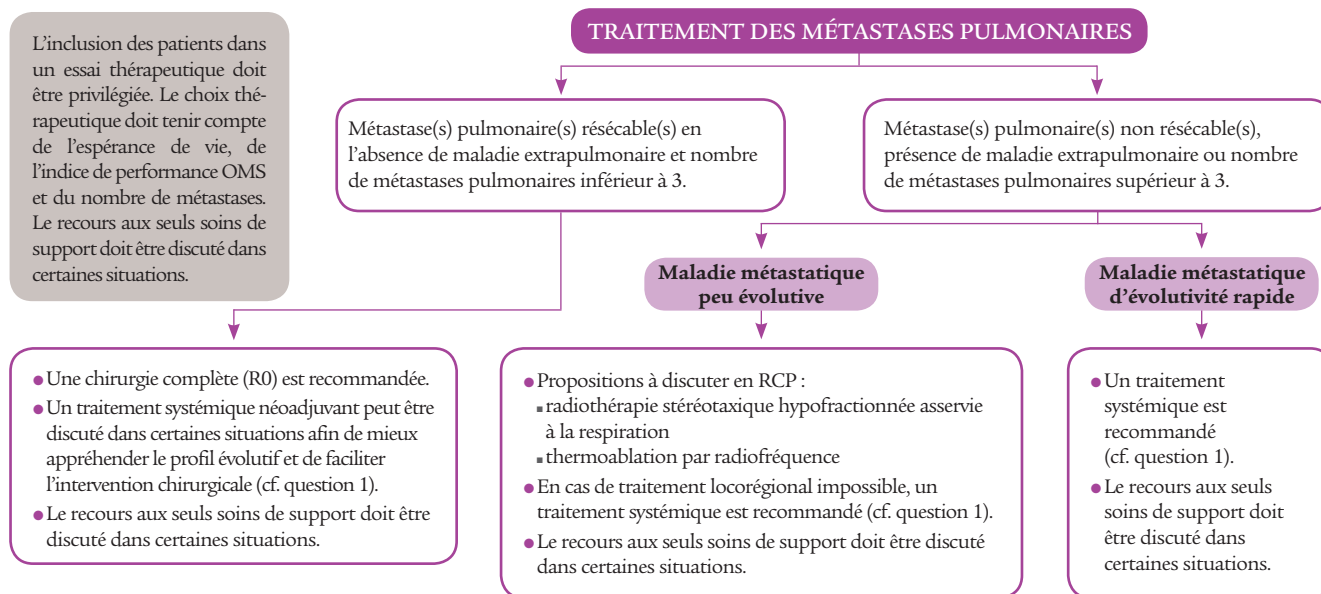 L’inclusion des patients dans
un essai thérapeutique doit
être privilégiée. Le choix thé-
rapeutique doit tenir compte
de l’espérance de vie, de
l’indice de performance OMS
et du nombre de métastases.
Le recours aux seuls soins de
support doit être discuté dans
certaines situations.
TRAITEMENT DES MÉTASTASES PULMONAIRES
Métastase(s) pulmonaire(s) résécable(s) en
l’absence de maladie extrapulmonaire et nombre
de métastases pulmonaires inférieur à 3.
Métastase(s) pulmonaire(s) non résécable(s),
présence de maladie extrapulmonaire ou nombre
de métastases pulmonaires supérieur à 3.
Maladie métastatique
peu évolutive
Maladie métastatique
d’évolutivité rapide
● Une chirurgie complète (R0) est recommandée.
● Un traitement systémique néoadjuvant peut être
discuté dans certaines situations afin de mieux
appréhender le profil évolutif et de faciliter
l’intervention chirurgicale (cf. question 1).
● Le recours aux seuls soins de support doit être
discuté dans certaines situations.
● Propositions à discuter en RCP :
▪ radiothérapie stéréotaxique hypofractionnée asservie
à la respiration
▪ thermoablation par radiofréquence
● En cas de traitement locorégional impossible, un
traitement systémique est recommandé (cf. question 1).
● Le recours aux seuls soins de support doit être discuté
dans certaines situations.
● Un traitement
systémique est
recommandé
(cf. question 1).
● Le recours aux seuls
soins de support doit
être discuté dans
certaines situations.